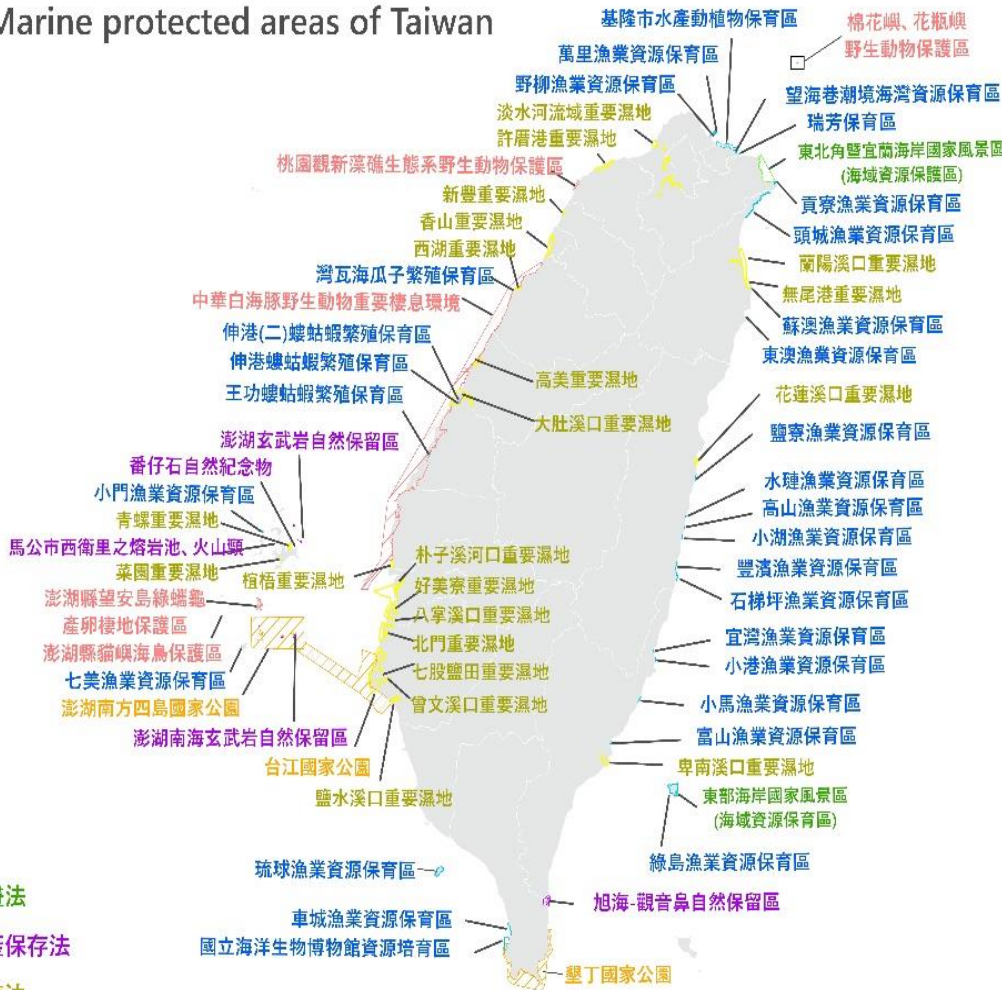 Marine protected areas of Taiwan
基隆市水產動植物保育區
棉花嶼、花瓶嶼
野生動物保護區
萬里漁業資源保育區
野柳漁業資源保育區
望海巷潮境海灣資源保育區
淡水河流域重要濕地
瑞芳保育區
許厝港重要濕地
東北角暨宜蘭海岸國家風景區
(海域資源保護區)
桃園觀新藻礁生態系野生動物保護區
新豐重要濕地
貢寮漁業資源保育區
香山重要濕地
頭城漁業資源保育區
西湖重要濕地
蘭陽溪口重要濕地
灣瓦海瓜子繁殖保育區
無尾港重要濕地
中華白海豚野生動物重要棲息環境
蘇澳漁業資源保育區
伸港(二)螻蛄蝦繁殖保育區
東澳漁業資源保育區
伸港螻蛄蝦繁殖保育區
高美重要濕地
王功螻蛄蝦繁殖保育區
花蓮溪口重要濕地
大肚溪口重要濕地
鹽寮漁業資源保育區
澎湖玄武岩自然保留區
番仔石自然紀念物
水璉漁業資源保育區
小門漁業資源保育區
高山漁業資源保育區
青螺重要濕地
小湖漁業資源保育區
馬公市西衛里之熔岩池、火山頸
朴子溪河口重要濕地
菜園重要濕地
豐濱漁業資源保育區
椬梧重要濕地
好美寮重要濕地
石梯坪漁業資源保育區
澎湖縣望安島綠蠵龜
產卵棲地保護區
八掌溪口重要濕地
宜灣漁業資源保育區
澎湖縣貓嶼海鳥保護區
北門重要濕地
小港漁業資源保育區
七美漁業資源保育區
七股鹽田重要濕地
澎湖南方四島國家公園
曾文溪口重要濕地
小馬漁業資源保育區
澎湖南海玄武岩自然保留區
富山漁業資源保育區
台江國家公園
卑南溪口重要濕地
鹽水溪口重要濕地
東部海岸國家風景區
(海域資源保育區)
綠島漁業資源保育區
琉球漁業資源保育區
旭海-觀音鼻自然保留區
車城漁業資源保育區
國立海洋生物博物館資源培育區
墾丁國家公園
保存法